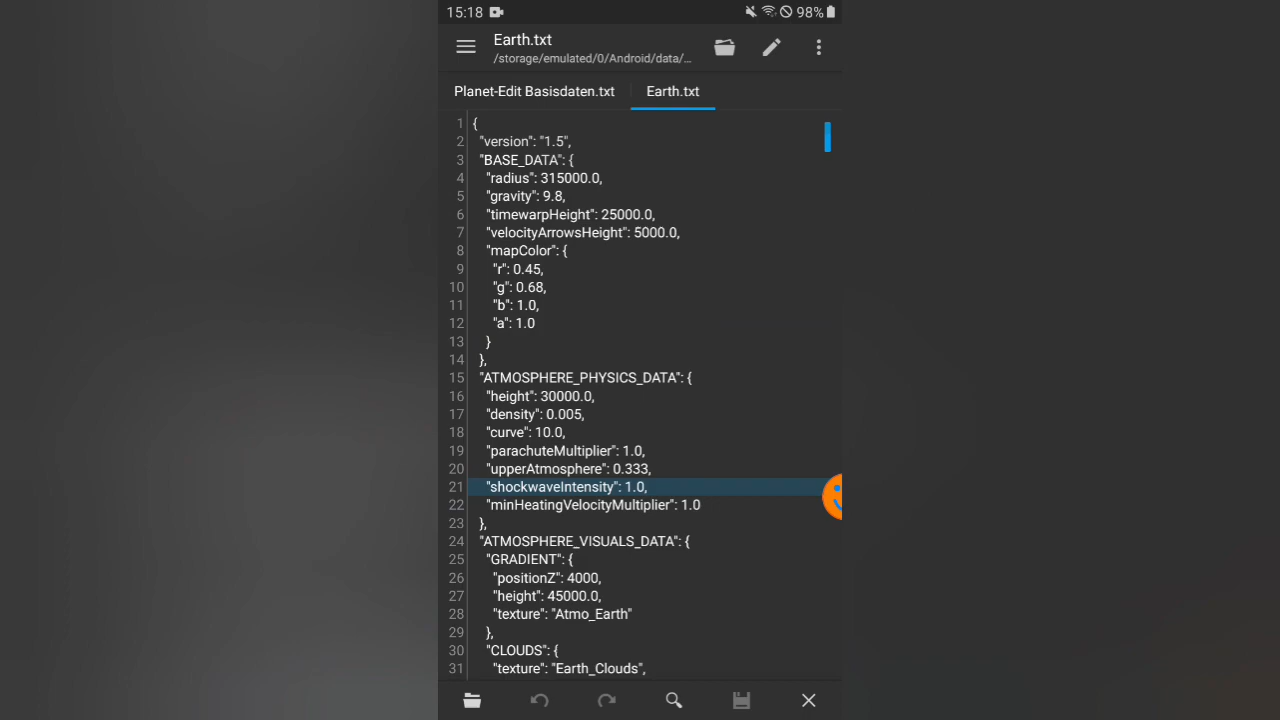 15:18 98%
Earth.txt
/storage/emulated/0/Android/data/…
Planet-Edit Basisdaten.txt Earth.txt
1 {
2 "version": "1.5",
3 "BASE_DATA": {
4 "radius": 315000.0,
5 "gravity": 9.8,
6 "timewarpHeight": 25000.0,
7 "velocityArrowsHeight": 5000.0,
8 "mapColor": {
9 "r": 0.45,
10 "g": 0.68,
11 "b": 1.0,
12 "a": 1.0
13 }
14 },
15 "ATMOSPHERE_PHYSICS_DATA": {
16 "height": 30000.0,
17 "density": 0.005,
18 "curve": 10.0,
19 "parachuteMultiplier": 1.0,
20 "upperAtmosphere": 0.333,
21 "shockwaveIntensity": 1.0,
22 "minHeatingVelocityMultiplier": 1.0
23 },
24 "ATMOSPHERE_VISUALS_DATA": {
25 "GRADIENT": {
26 "positionZ": 4000,
27 "height": 45000.0,
28 "texture": "Atmo_Earth"
29 },
30 "CLOUDS": {
31 "texture": "Earth_Clouds",